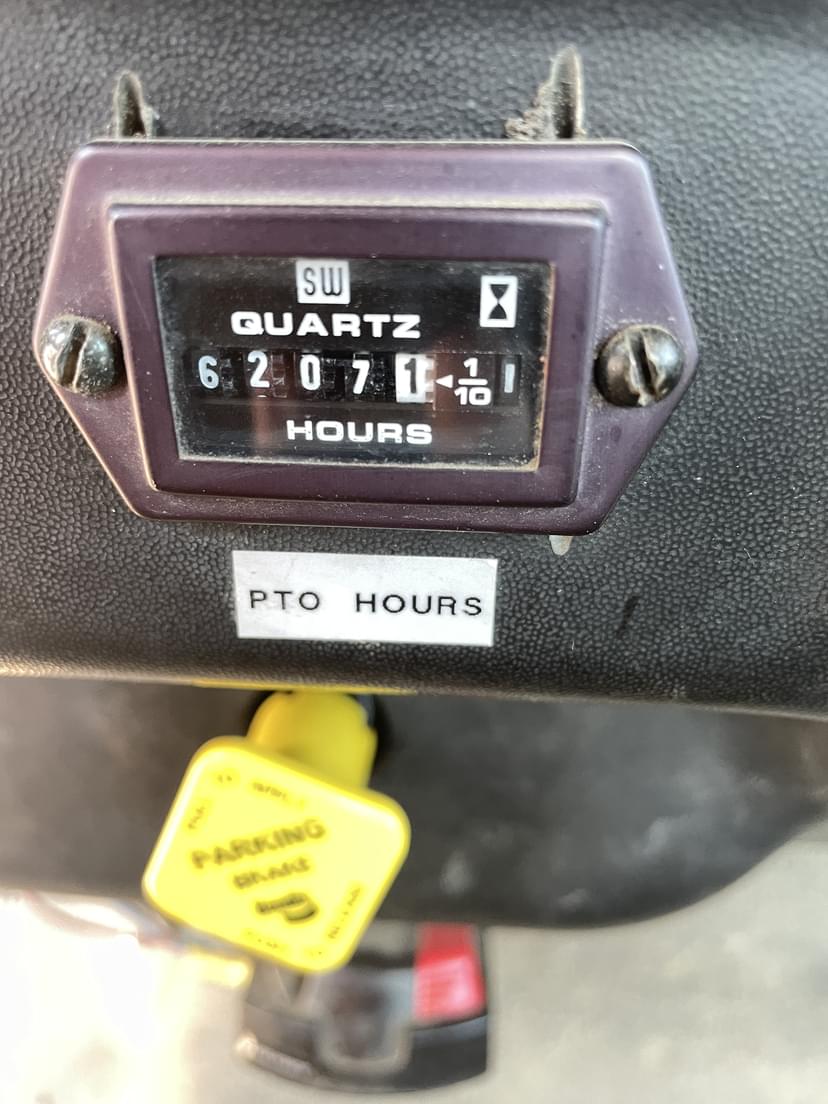 SW
QUARTZ
6 2 0 7 1 ◄ 1/10
HOURS
PTO HOURS
PARKING
BRAKE